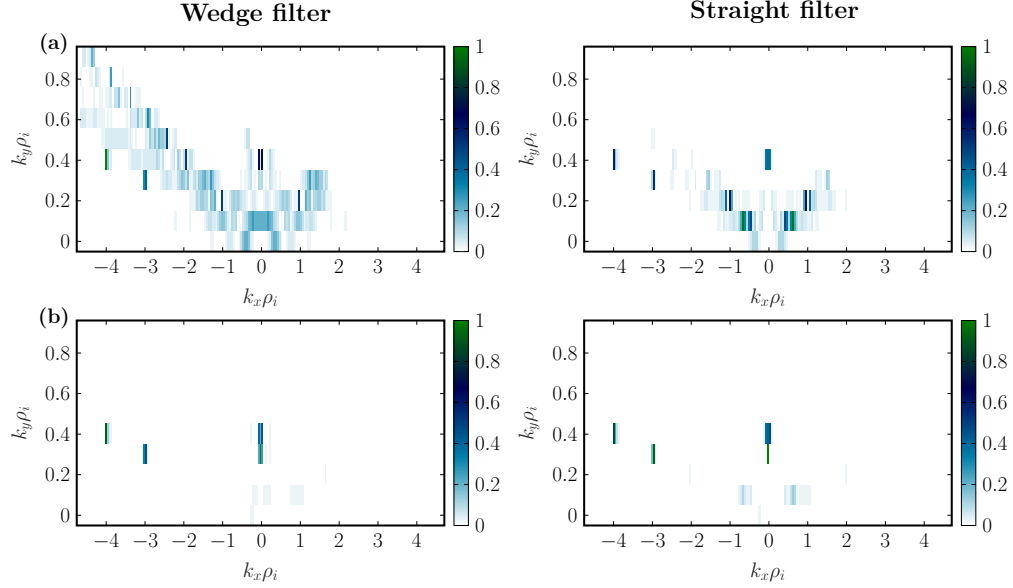 Wedge filter
Straight filter
(a)
0 0.2 0.4 0.6 0.8
−4 −3 −2 −1 0 1 2 3 4
k_xρ_i
k_yρ_i
0 0.2 0.4 0.6 0.8 1
0 0.2 0.4 0.6 0.8
−4 −3 −2 −1 0 1 2 3 4
k_xρ_i
k_yρ_i
0 0.2 0.4 0.6 0.8 1
(b)
0 0.2 0.4 0.6 0.8
−4 −3 −2 −1 0 1 2 3 4
k_xρ_i
k_yρ_i
0 0.2 0.4 0.6 0.8 1
0 0.2 0.4 0.6 0.8
−4 −3 −2 −1 0 1 2 3 4
k_xρ_i
k_yρ_i
0 0.2 0.4 0.6 0.8 1